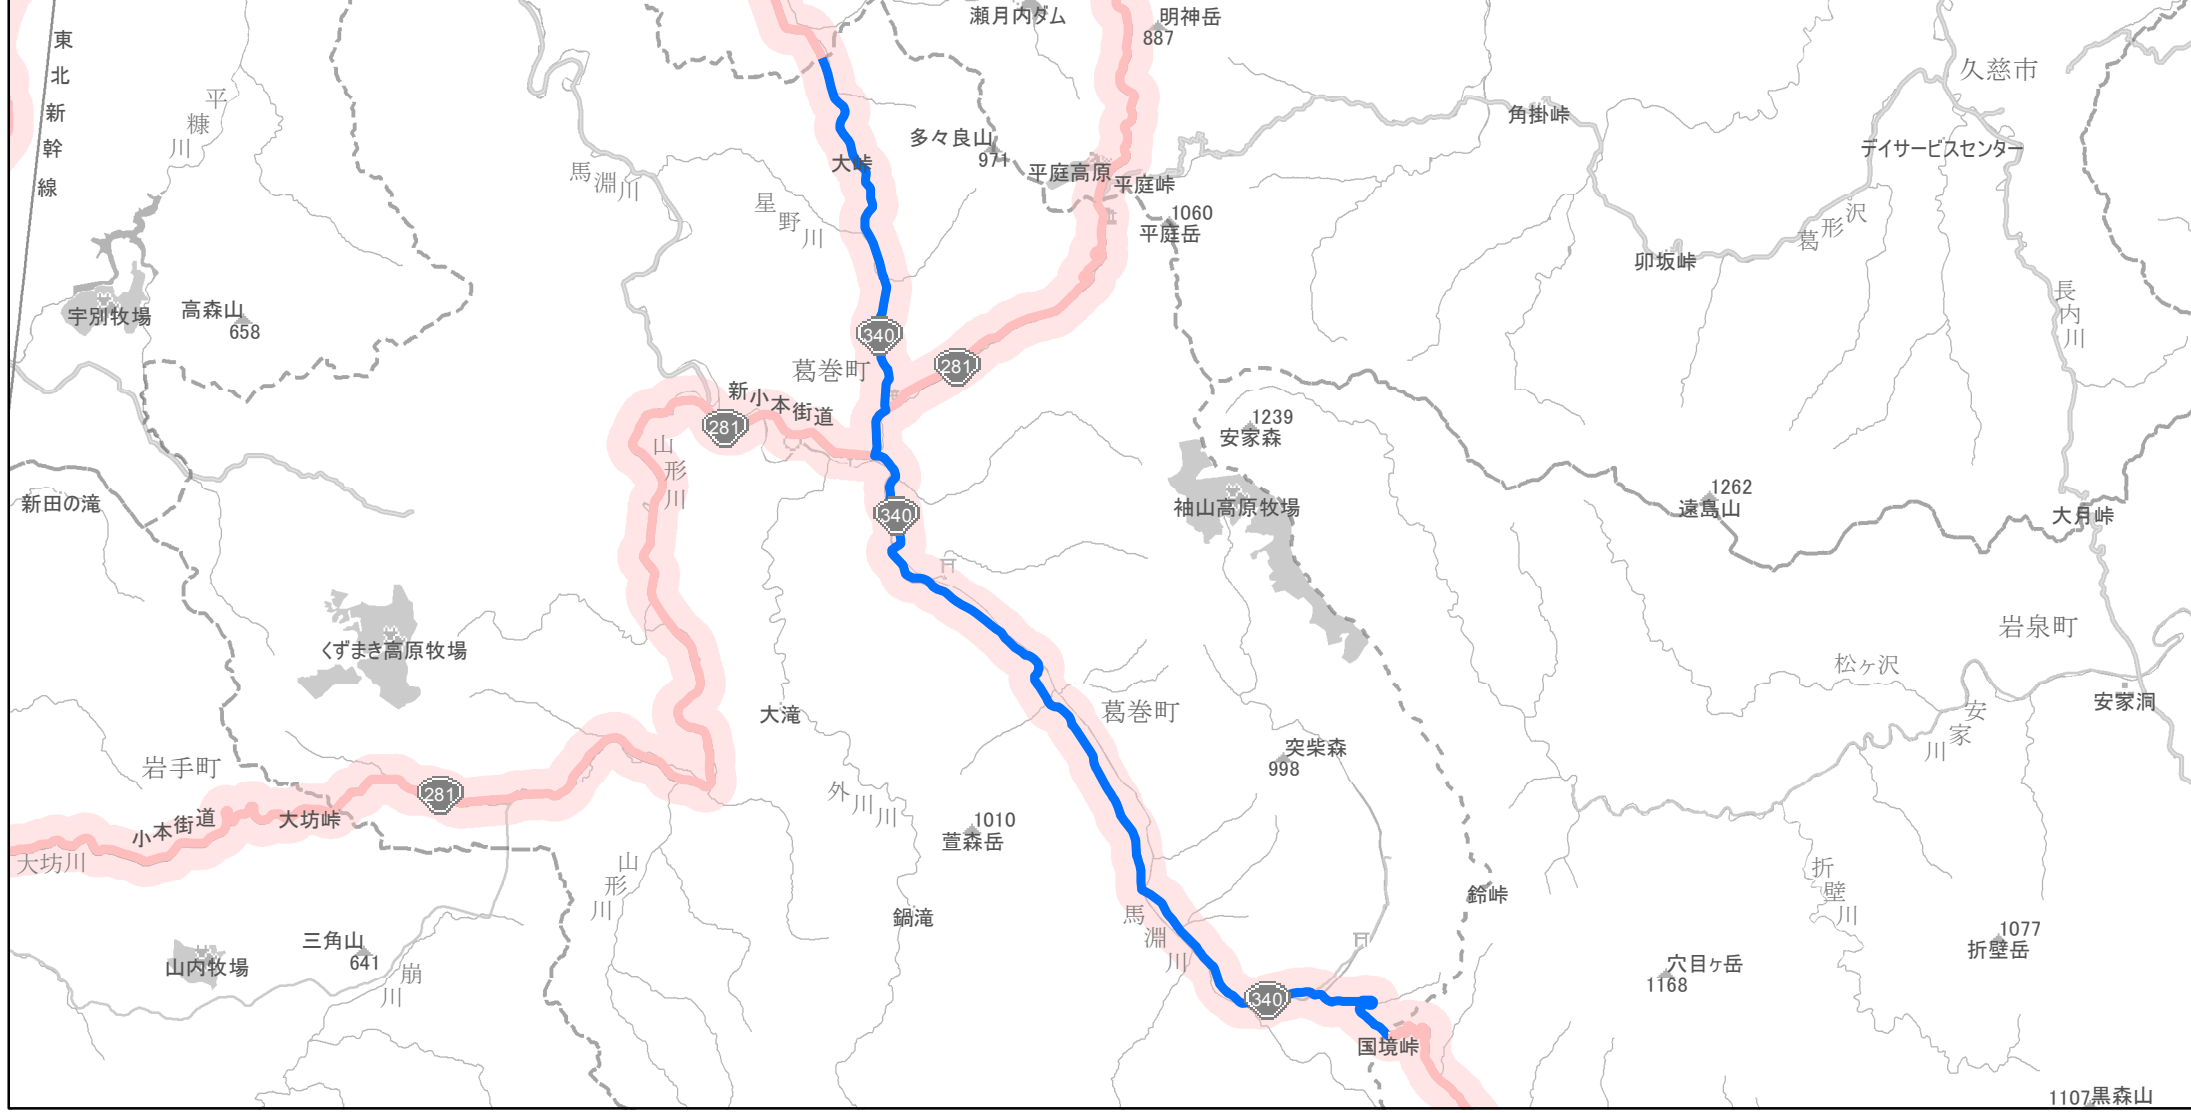 瀬月内ダム
明神岳
887
東北新幹線
久慈市
平糠川
角掛峠
多々良山
971
デイサービスセンター
大峠
平庭高原
平庭峠
馬淵川
星野川
1060
平庭岳
葛形沢
卯坂峠
宇別牧場
高森山
658
長内川
340
281
葛巻町
新小本街道
281
1239
安家森
山形川
新田の滝
340
袖山高原牧場
1262
遠島山
大月峠
岩泉町
くずまき高原牧場
松ヶ沢
安家洞
大滝
葛巻町
安家川
突柴森
998
岩手町
281
外川川
小本街道
大坊峠
1010
萱森岳
大坊川
山形川
折壁川
鈴峠
鍋滝
馬淵川
1077
折壁岳
三角山
641
山内牧場
崩川
穴目ヶ岳
1168
340
国境峠
1107黒森山